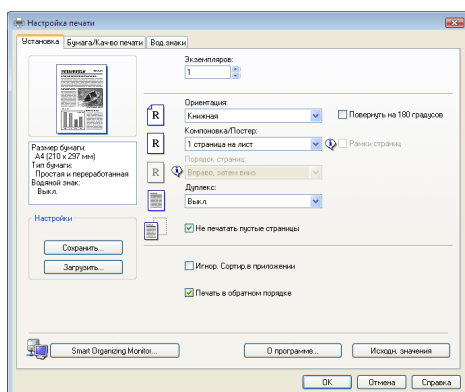 Настройка печати
Установка
Бумага/Кач-во печати
Вод.знаки
Экземпляров:
1
Ориентация:
R
Книжная
Повернуть на 180 градусов
Компоновка/Постер:
R
1 страница на лист
Рамки страниц
Порядок страниц:
R
Вправо, затем вниз
Дуплекс:
Выкл.
Не печатать пустые страницы
Размер бумаги:
A4 (210 x 297 мм)
Тип бумаги:
Простая и переработанная
Водяной знак:
Выкл.
Настройки
Сохранить...
Загрузить...
Игнор. Сортир.в приложении
Печать в обратном порядке
Smart Organizing Monitor...
О программе...
Исходн. значения
OK
Отмена
Справка